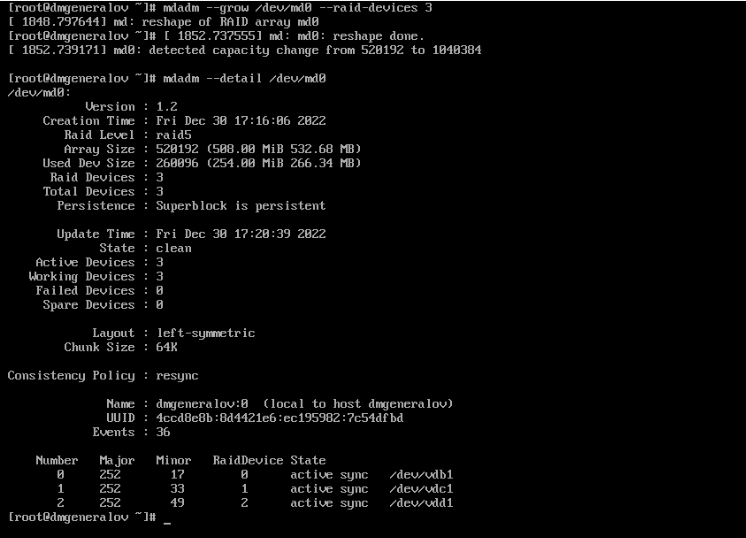 [root@dmgeneralov ~]# mdadm --grow /dev/md0 --raid-devices 3
[ 1848.797644] md: reshape of RAID array md0
[root@dmgeneralov ~]# [ 1852.737555] md: md0: reshape done.
[ 1852.739171] md0: detected capacity change from 520192 to 1040384
[root@dmgeneralov ~]# mdadm --detail /dev/md0
/dev/md0:
Version : 1.2
Creation Time : Fri Dec 30 17:16:06 2022
Raid Level : raid5
Array Size : 520192 (508.00 MiB 532.68 MB)
Used Dev Size : 260096 (254.00 MiB 266.34 MB)
Raid Devices : 3
Total Devices : 3
Persistence : Superblock is persistent
Update Time : Fri Dec 30 17:20:39 2022
State : clean
Active Devices : 3
Working Devices : 3
Failed Devices : 0
Spare Devices : 0
Layout : left-symmetric
Chunk Size : 64K
Consistency Policy : resync
Name : dmgeneralov:0 (local to host dmgeneralov)
UUID : 4ccd8e8b:8d4421e6:ec195982:7c54dfbd
Events : 36
Number Major Minor RaidDevice State
0 252 17 0 active sync /dev/vdb1
1 252 33 1 active sync /dev/vdc1
2 252 49 2 active sync /dev/vdd1
[root@dmgeneralov ~]# _